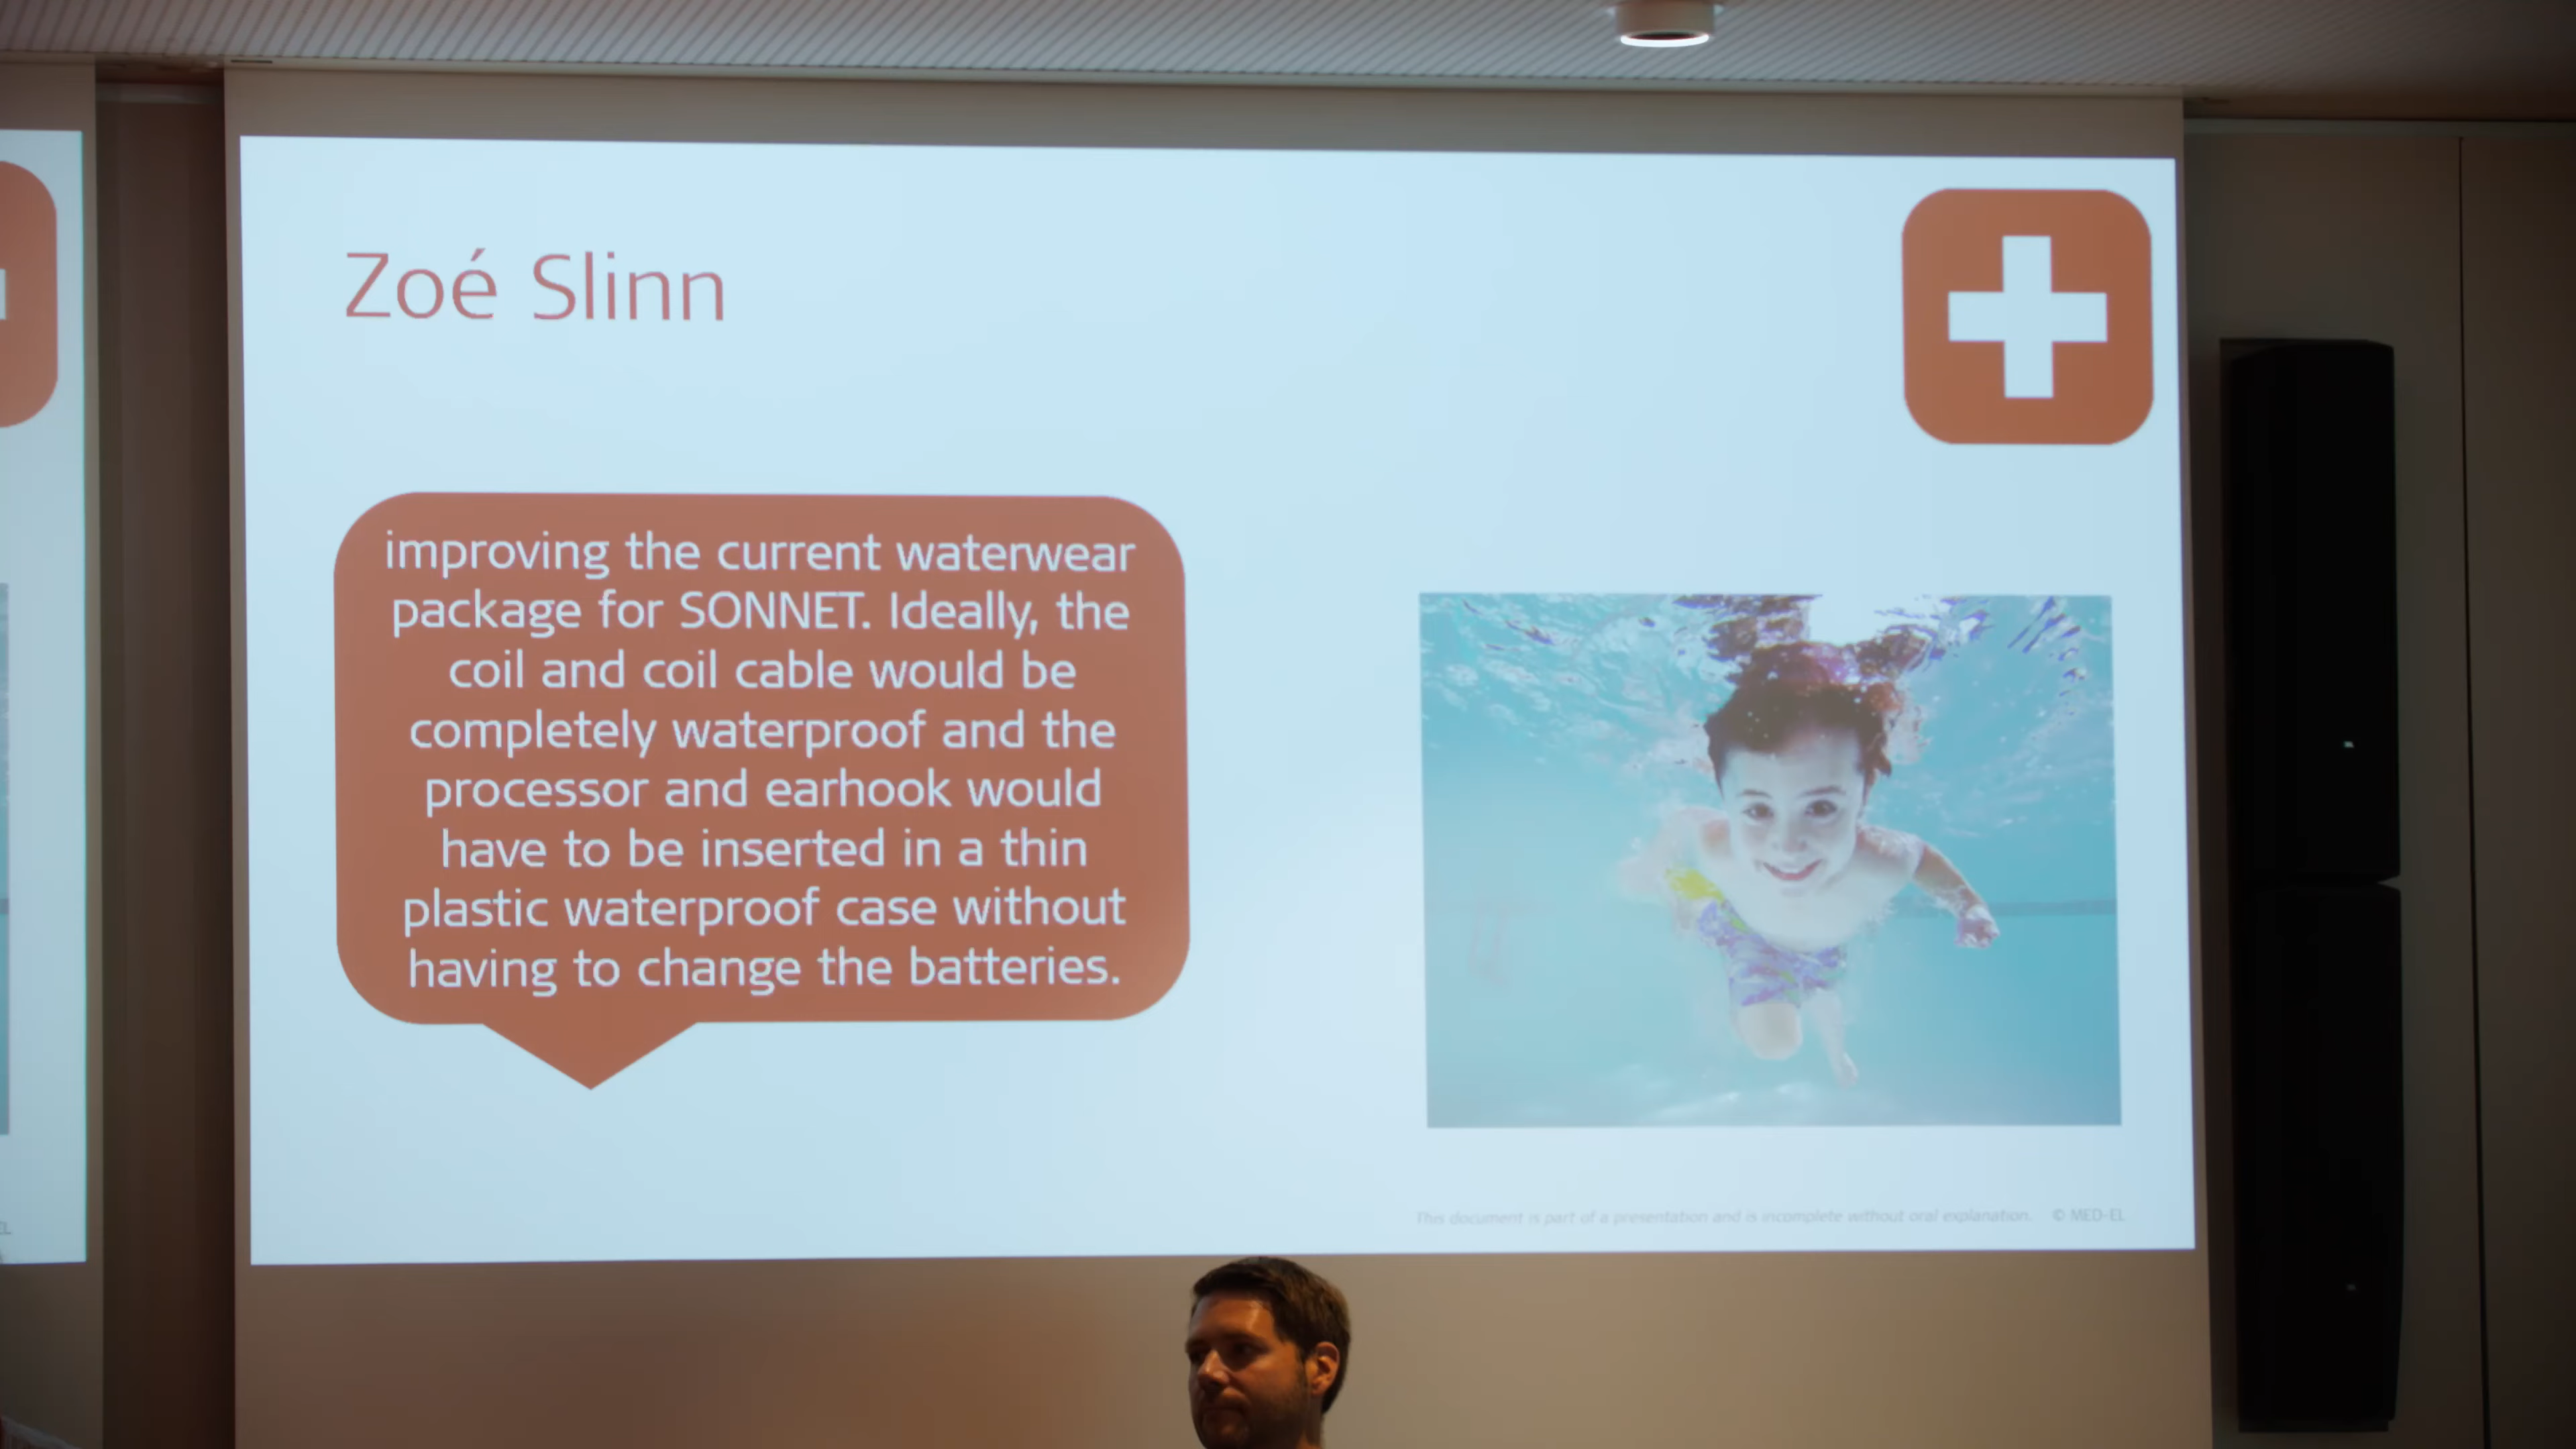 Zoé Slinn
improving the current waterwear
package for SONNET. Ideally, the
coil and coil cable would be
completely waterproof and the
processor and earhook would
have to be inserted in a thin
plastic waterproof case without
having to change the batteries.
This document is part of a presentation and is incomplete without oral explanation. © MED-EL
EL